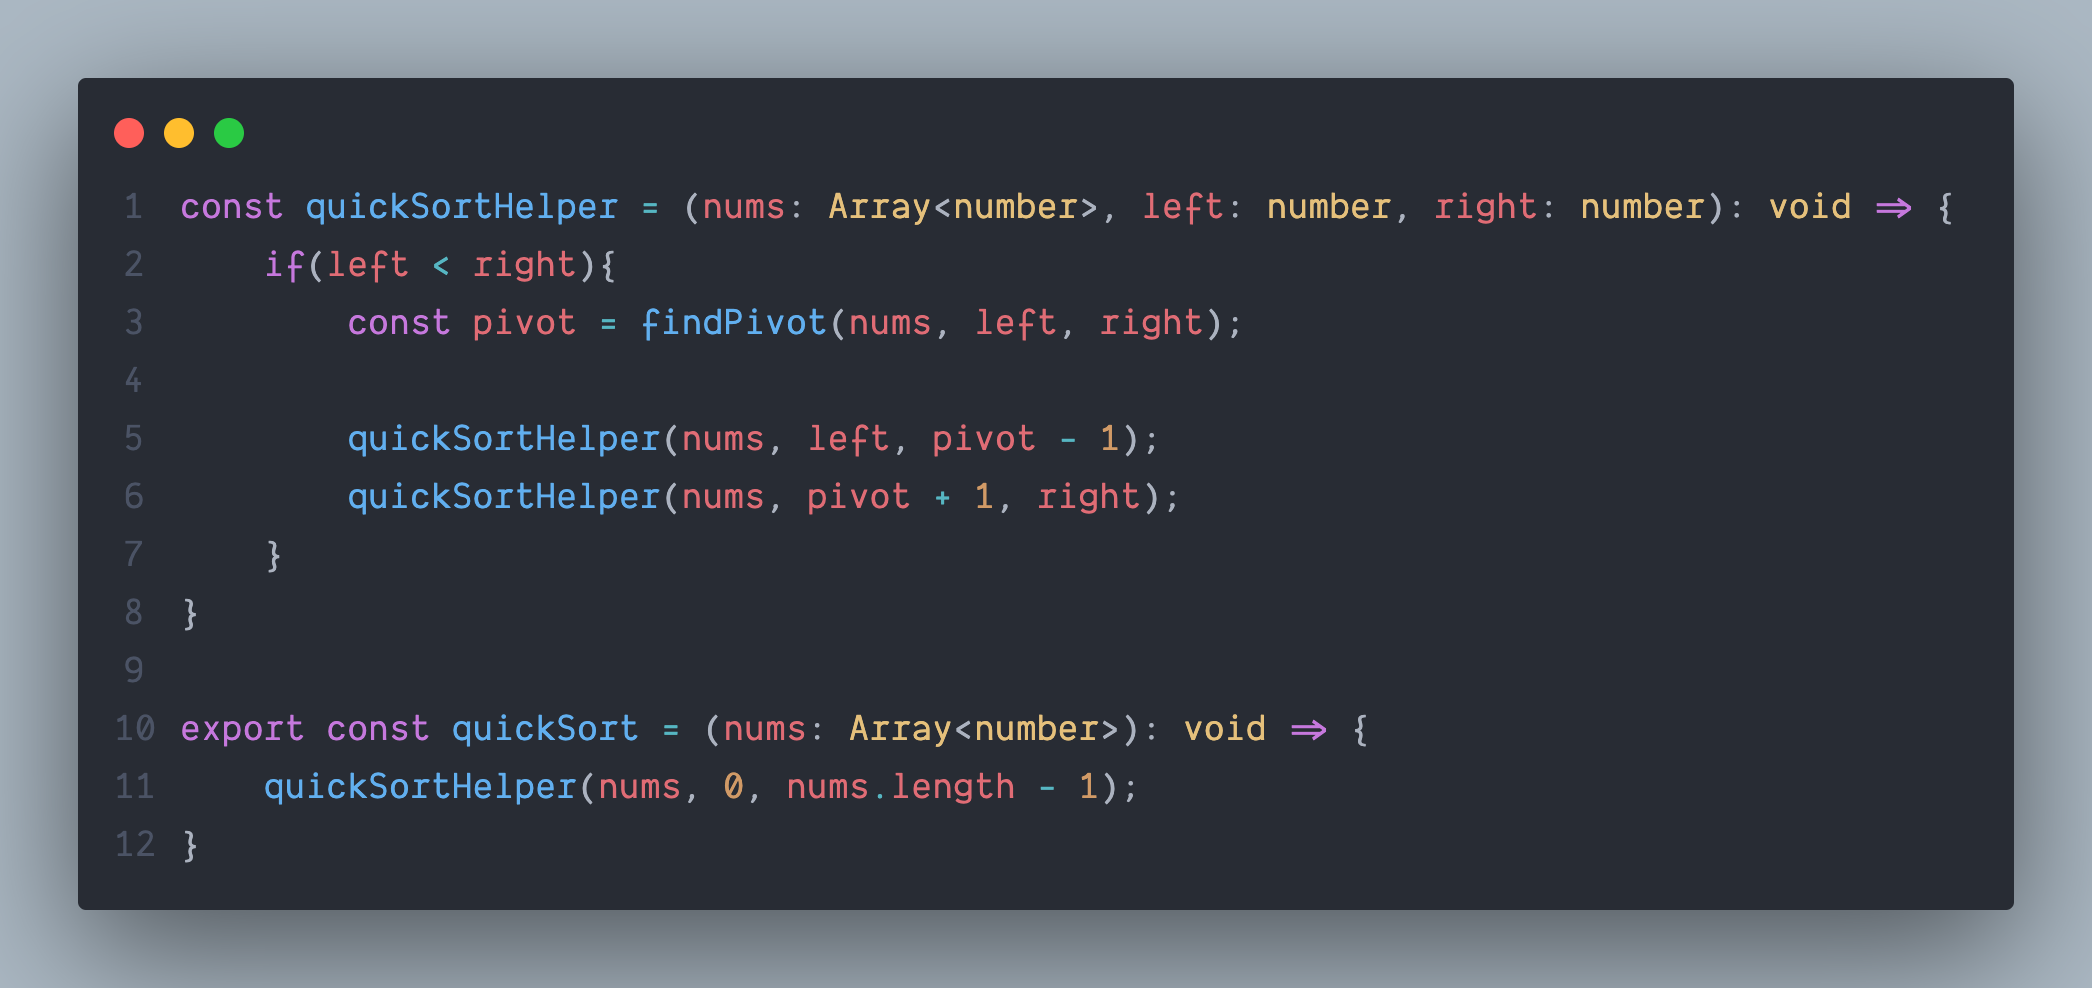 1 const quickSortHelper = (nums: Array<number>, left: number, right: number): void => {
2     if(left < right){
3         const pivot = findPivot(nums, left, right);
4
5         quickSortHelper(nums, left, pivot - 1);
6         quickSortHelper(nums, pivot + 1, right);
7     }
8 }
9
10 export const quickSort = (nums: Array<number>): void => {
11     quickSortHelper(nums, 0, nums.length - 1);
12 }